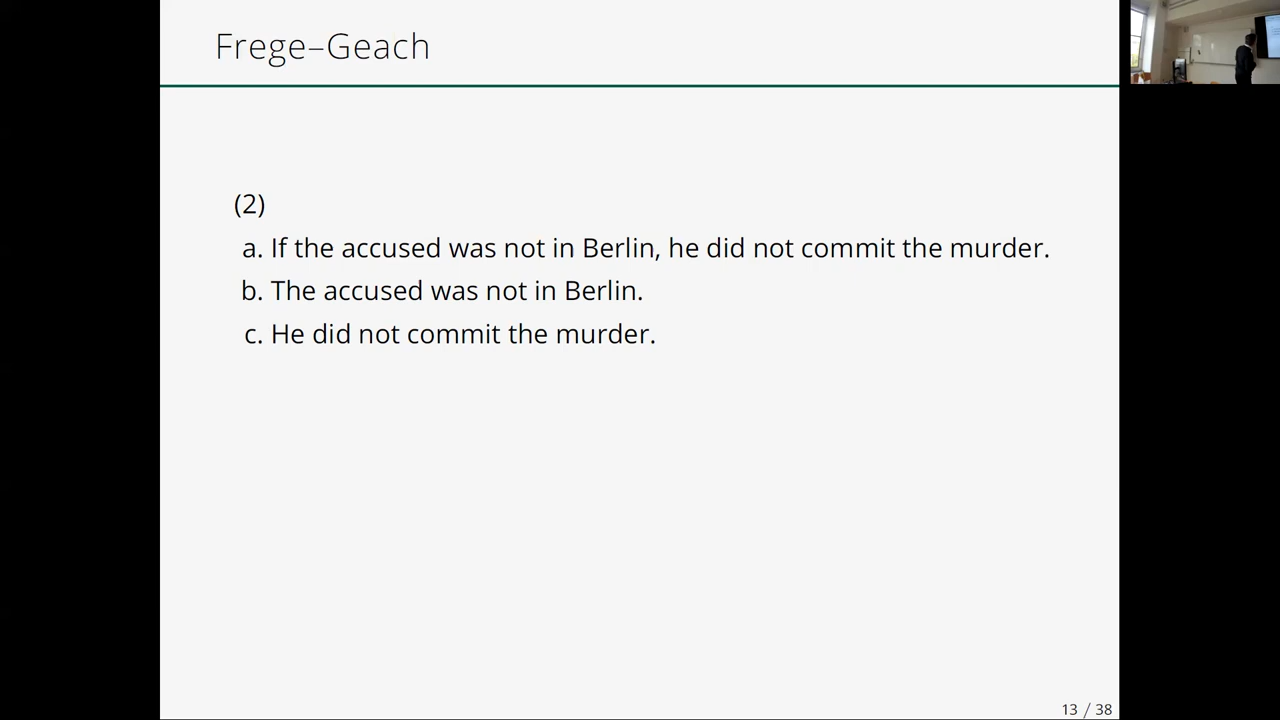 Frege–Geach
(2)
a. If the accused was not in Berlin, he did not commit the murder.
b. The accused was not in Berlin.
c. He did not commit the murder.
13 / 38